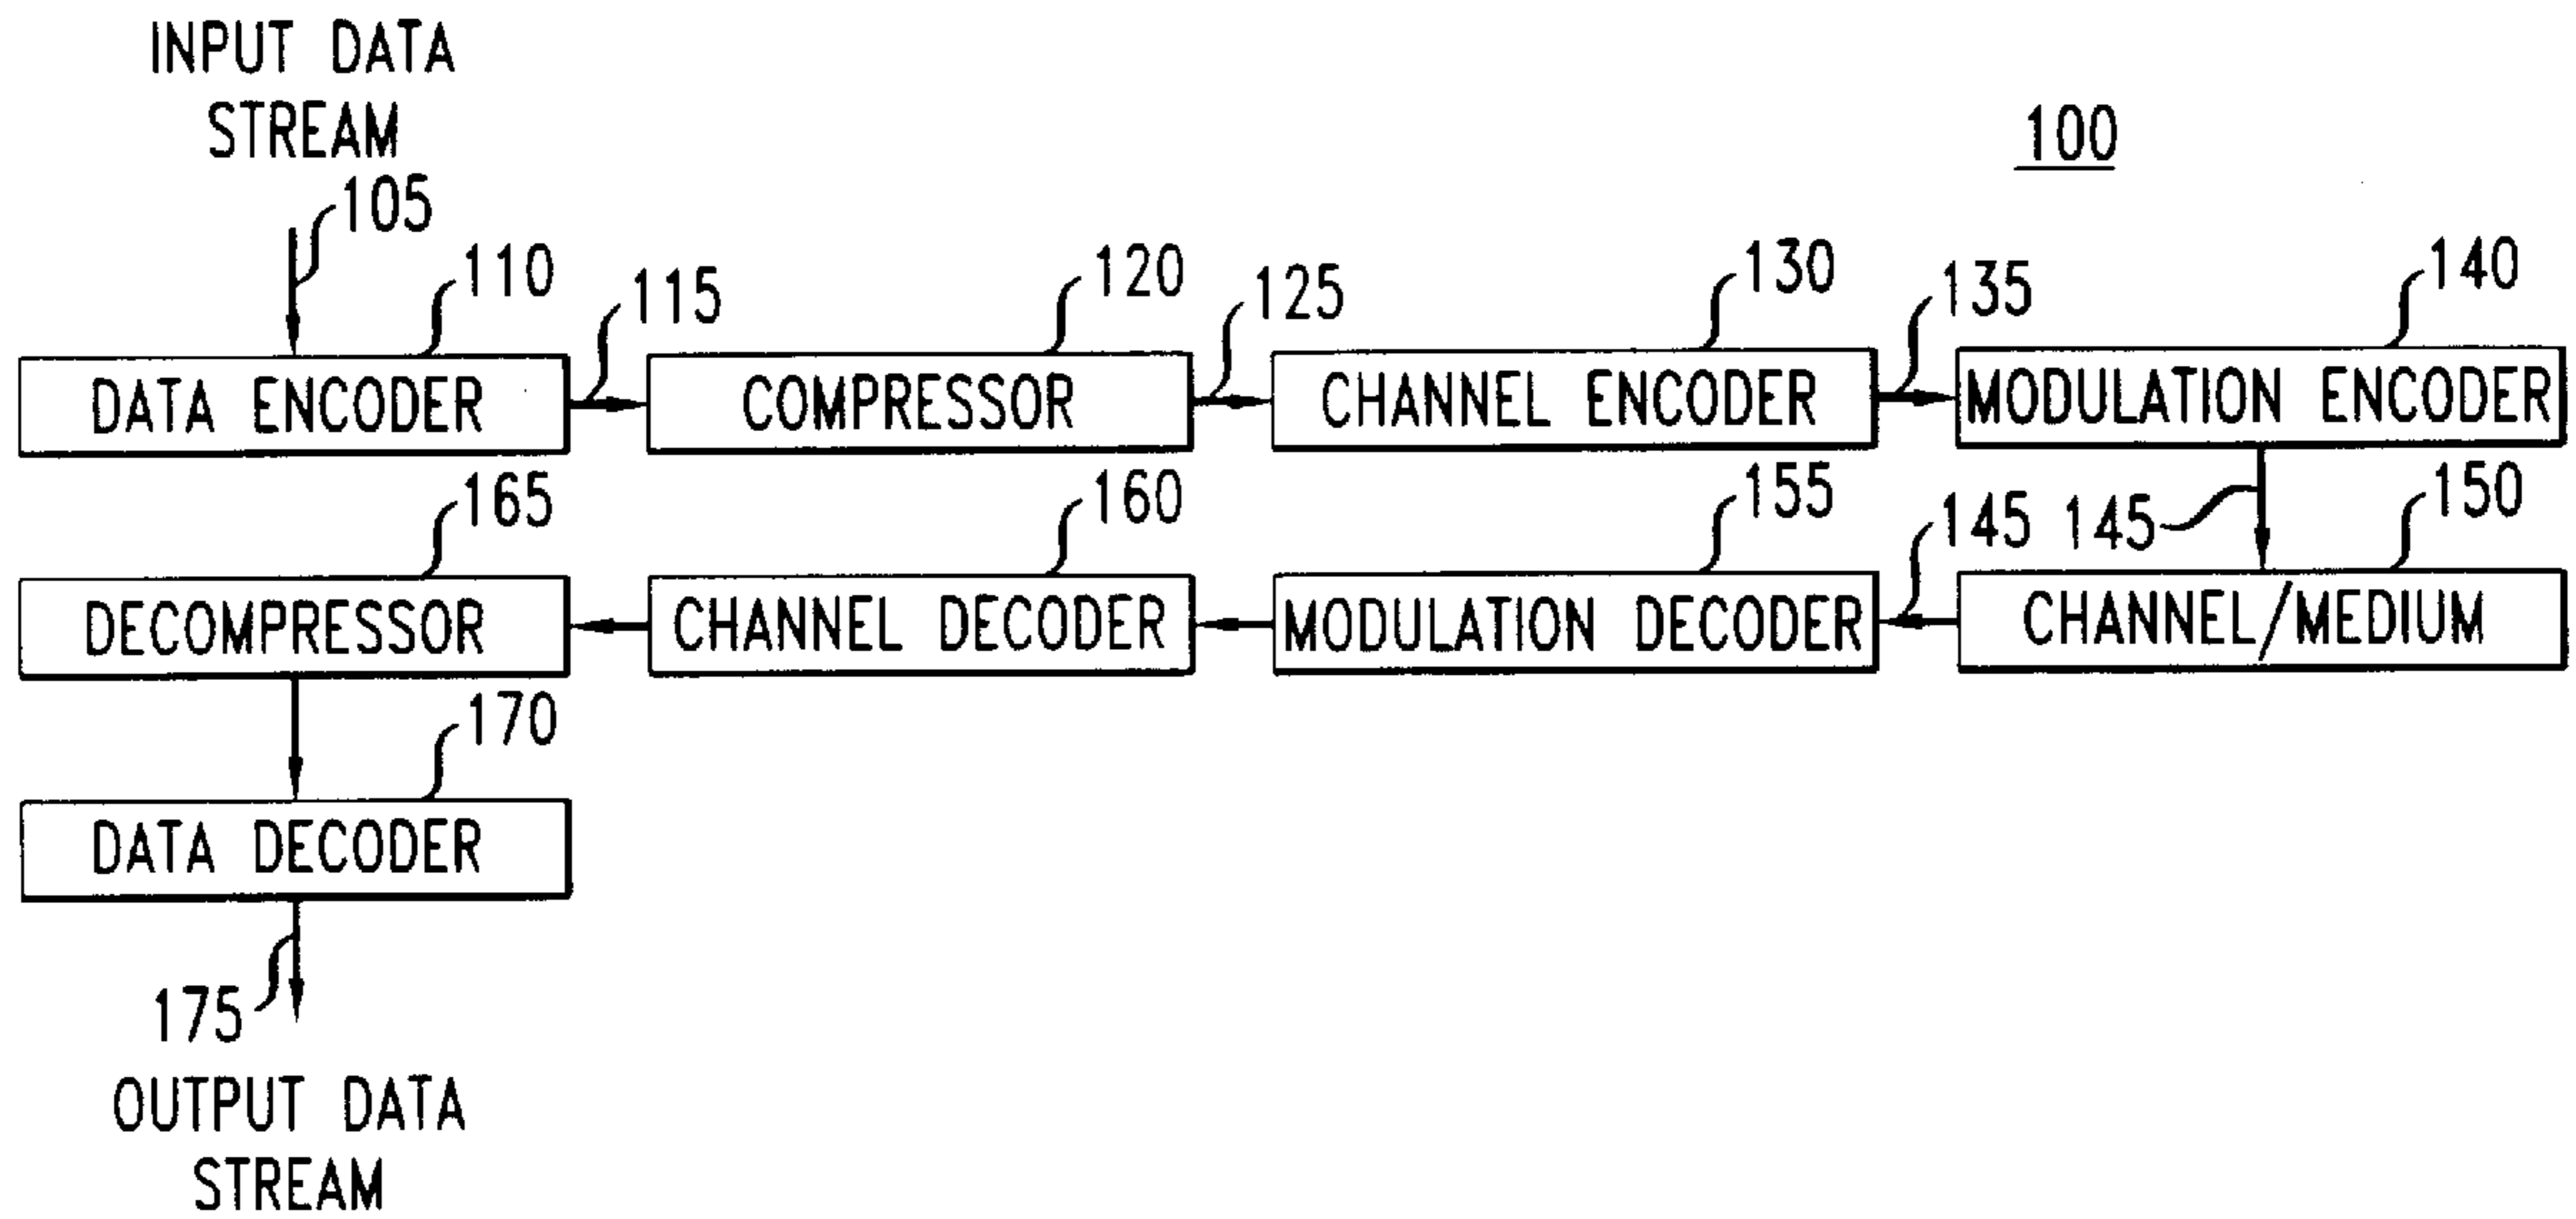 INPUT DATA
STREAM
100
105
110
115
120
125
130
135
140
DATA ENCODER
COMPRESSOR
CHANNEL ENCODER
MODULATION ENCODER
165
160
155
145
145
150
DECOMPRESSOR
CHANNEL DECODER
MODULATION DECODER
CHANNEL/MEDIUM
170
DATA DECODER
175
OUTPUT DATA
STREAM